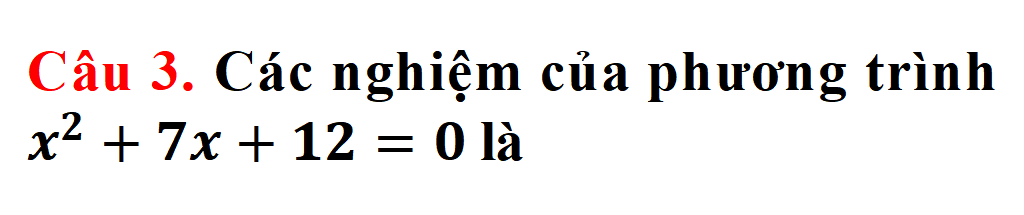 Câu 3. Các nghiệm của phương trình
x² + 7x + 12 = 0 là